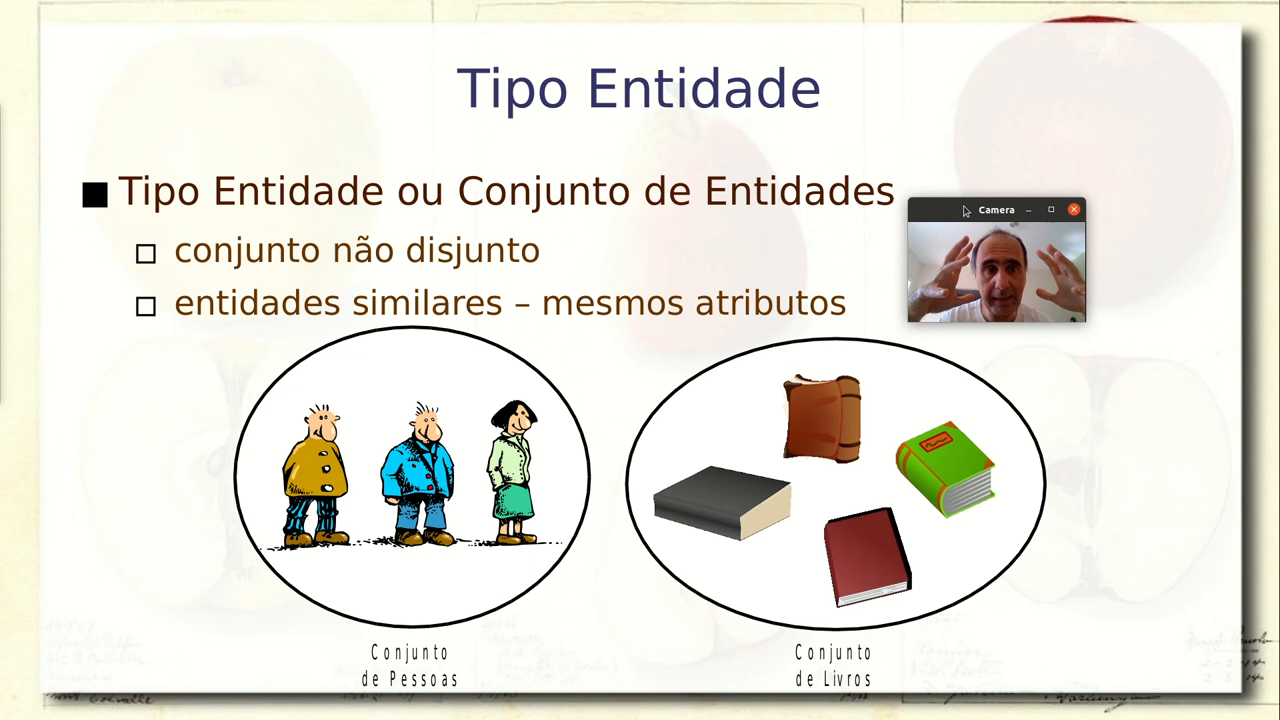 Tipo Entidade
Tipo Entidade ou Conjunto de Entidades
Camera
conjunto não disjunto
entidades similares – mesmos atributos
Conjunto
de Pessoas
Conjunto
de Livros